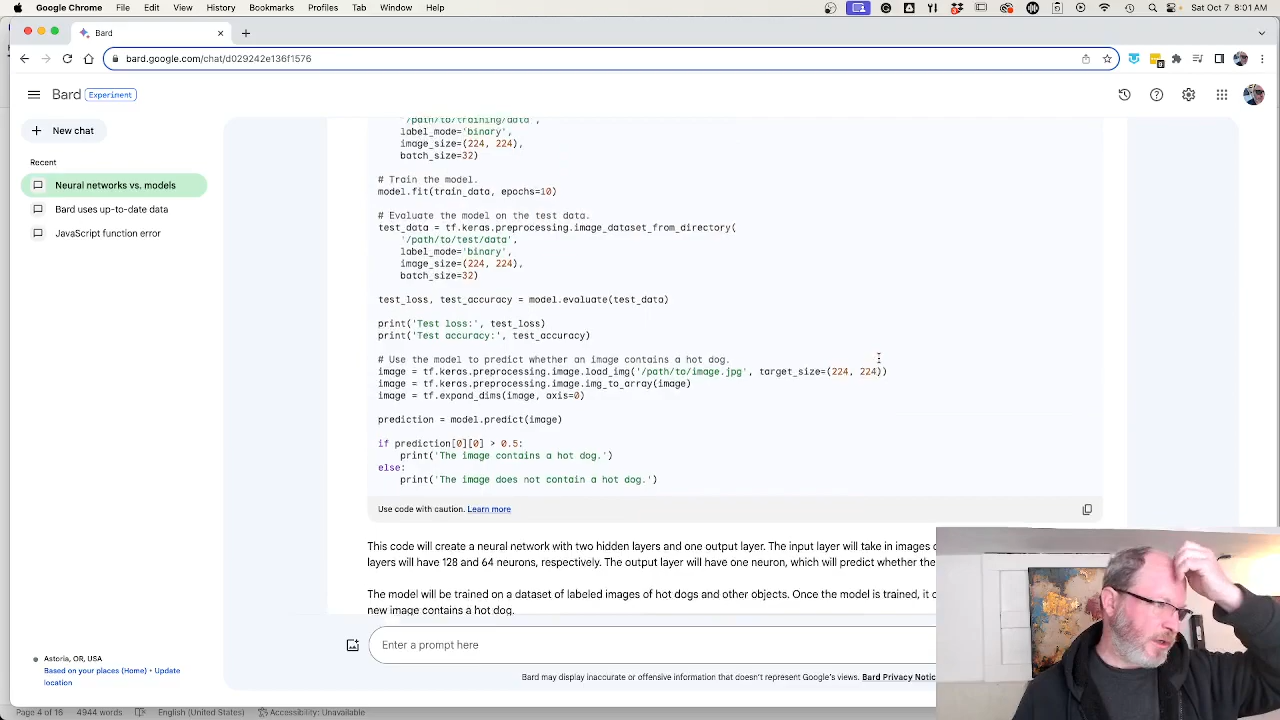 Google Chrome File Edit View History Bookmarks Profiles Tab Window Help Sat Oct 7 8:01 AM
Bard
bard.google.com/chat/d029242e136f1576
Bard Experiment
New chat
Recent
Neural networks vs. models
Bard uses up-to-date data
JavaScript function error
'/path/to/training/data',
label_mode='binary',
image_size=(224, 224),
batch_size=32)
# Train the model.
model.fit(train_data, epochs=10)
# Evaluate the model on the test data.
test_data = tf.keras.preprocessing.image_dataset_from_directory(
'/path/to/test/data',
label_mode='binary',
image_size=(224, 224),
batch_size=32)
test_loss, test_accuracy = model.evaluate(test_data)
print('Test loss:', test_loss)
print('Test accuracy:', test_accuracy)
# Use the model to predict whether an image contains a hot dog.
image = tf.keras.preprocessing.image.load_img('/path/to/image.jpg', target_size=(224, 224))
image = tf.keras.preprocessing.image.img_to_array(image)
image = tf.expand_dims(image, axis=0)
prediction = model.predict(image)
if prediction[0][0] > 0.5:
print('The image contains a hot dog.')
else:
print('The image does not contain a hot dog.')
Use code with caution. Learn more
This code will create a neural network with two hidden layers and one output layer. The input layer will take in images o
layers will have 128 and 64 neurons, respectively. The output layer will have one neuron, which will predict whether the
The model will be trained on a dataset of labeled images of hot dogs and other objects. Once the model is trained, it c
new image contains a hot dog.
Enter a prompt here
Bard may display inaccurate or offensive information that doesn't represent Google's views. Bard Privacy Notic
Astoria, OR, USA
Based on your places (Home) • Update
location
Page 4 of 16 4944 words English (United States) Accessibility: Unavailable